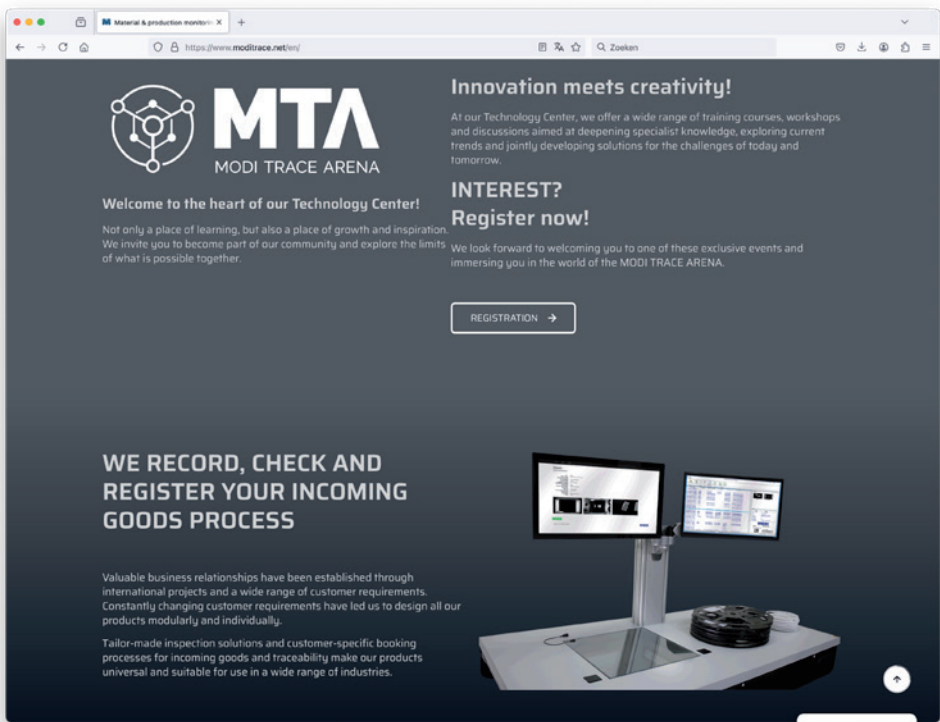 Material & production monitorin
https://www.moditrace.net/en/
Zoeken
MTA
MODI TRACE ARENA
Welcome to the heart of our Technology Center!
Not only a place of learning, but also a place of growth and inspiration.
We invite you to become part of our community and explore the limits
of what is possible together.
Innovation meets creativity!
At our Technology Center, we offer a wide range of training courses, workshops
and discussions aimed at deepening specialist knowledge, exploring current
trends and jointly developing solutions for the challenges of today and
tomorrow.
INTEREST?
Register now!
We look forward to welcoming you to one of these exclusive events and
immersing you in the world of the MODI TRACE ARENA.
REGISTRATION
WE RECORD, CHECK AND
REGISTER YOUR INCOMING
GOODS PROCESS
Valuable business relationships have been established through
international projects and a wide range of customer requirements.
Constantly changing customer requirements have led us to design all our
products modularly and individually.
Tailor-made inspection solutions and customer-specific booking
processes for incoming goods and traceability make our products
universal and suitable for use in a wide range of industries.